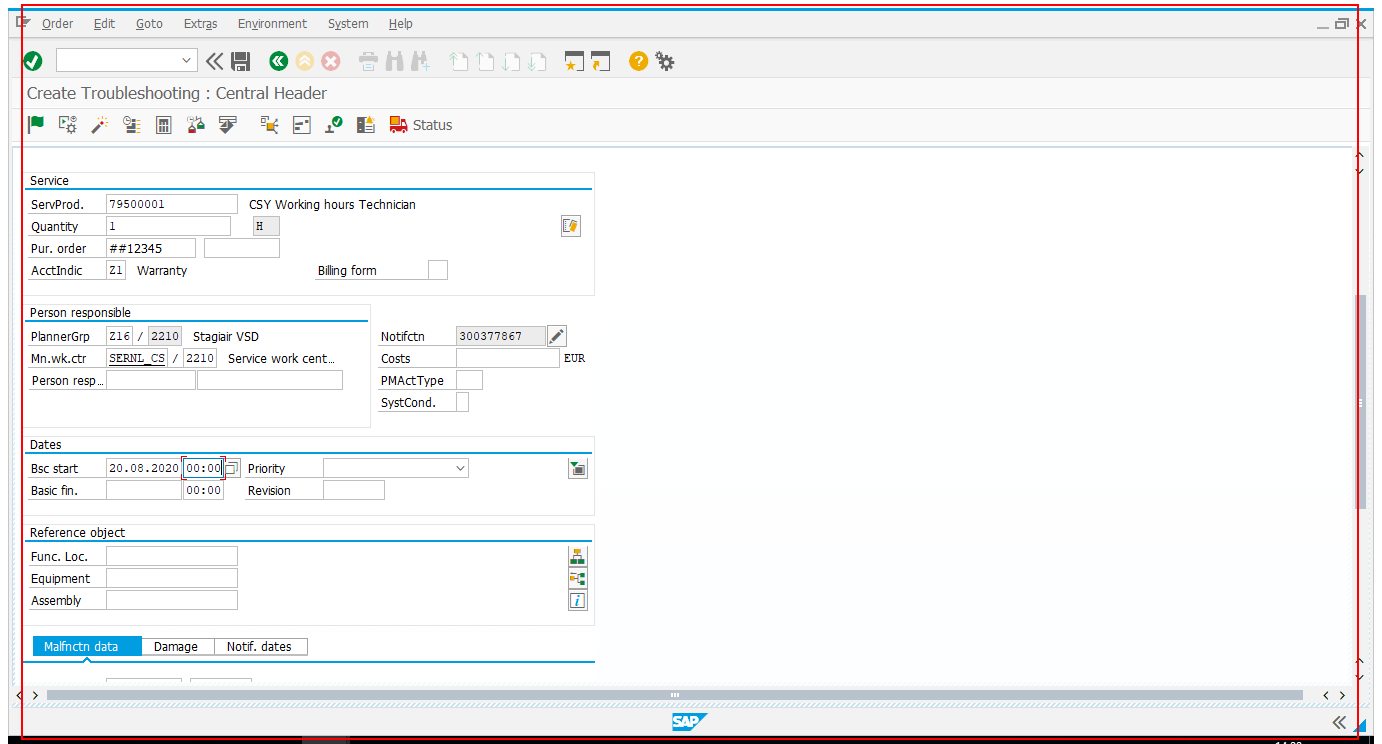 Order Edit Goto Extras Environment System Help
Create Troubleshooting : Central Header
Status
Service
ServProd. 79500001 CSY Working hours Technician
Quantity 1 H
Pur. order ##12345
AcctIndic Z1 Warranty Billing form
Person responsible
PlannerGrp Z16 / 2210 Stagiair VSD Notifctn 300377867
Mn.wk.ctr SERNL_CS / 2210 Service work cent... Costs EUR
Person resp... PMActType
SystCond.
Dates
Bsc start 20.08.2020 00:00 Priority
Basic fin. 00:00 Revision
Reference object
Func. Loc.
Equipment
Assembly
Malfnctn data Damage Notif. dates
SAP